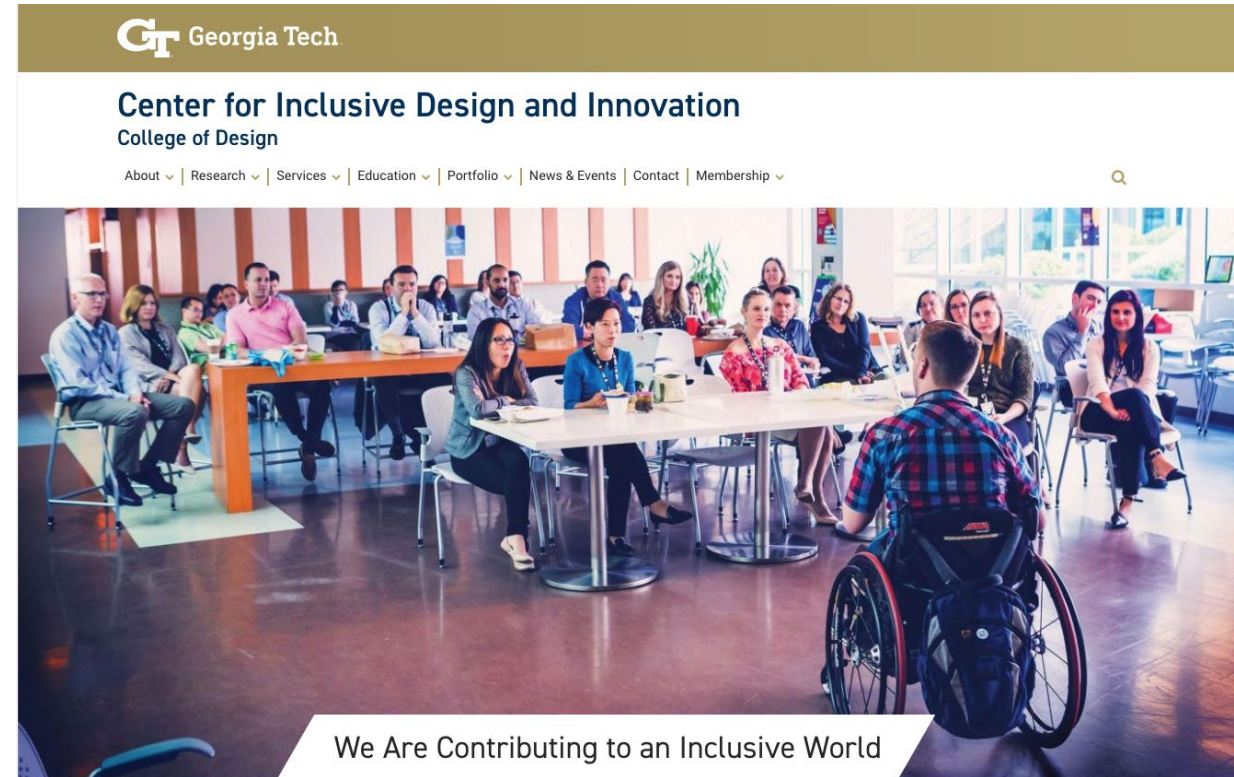 GT Georgia Tech
Center for Inclusive Design and Innovation
College of Design
About | Research | Services | Education | Portfolio | News & Events | Contact | Membership
We Are Contributing to an Inclusive World